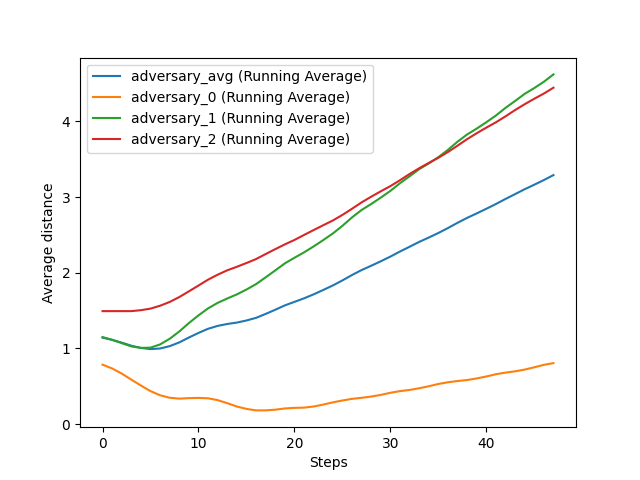 adversary_avg (Running Average)
adversary_0 (Running Average)
adversary_1 (Running Average)
adversary_2 (Running Average)
Average distance
4
3
2
1
0
0 10 20 30 40
Steps